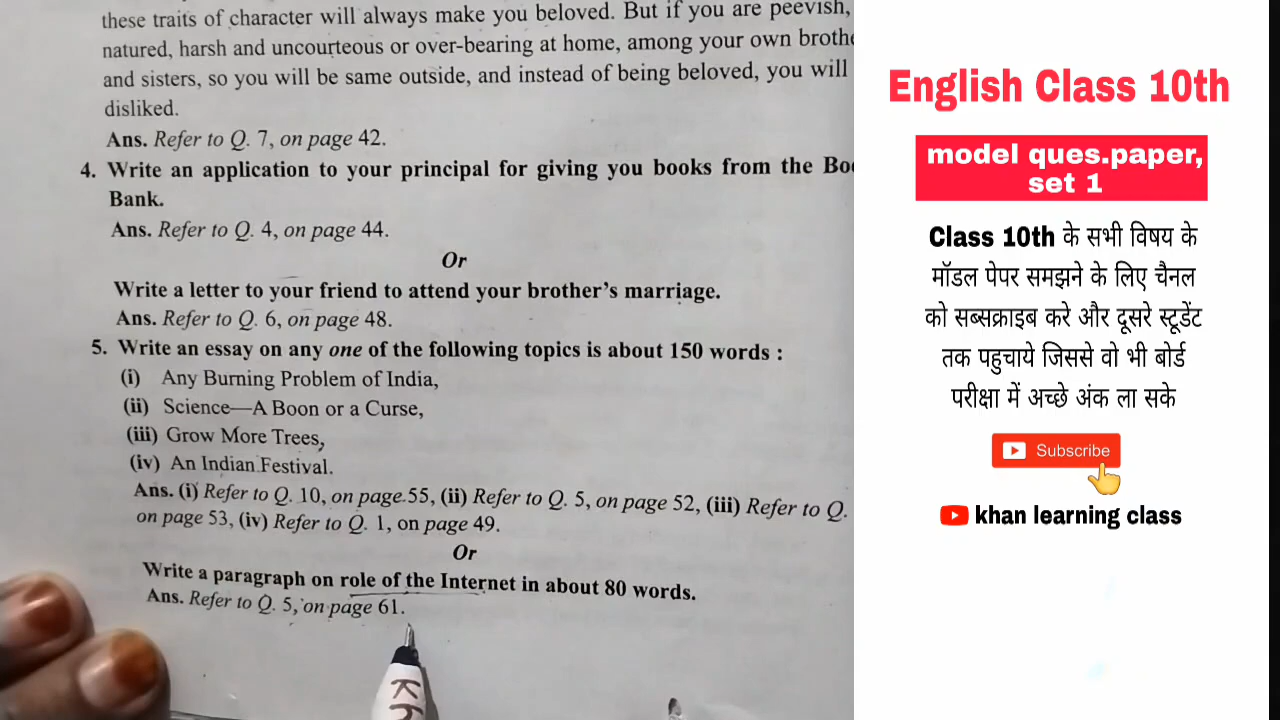 these traits of character will always make you beloved. But if you are peevish,
natured, harsh and uncourteous or over-bearing at home, among your own brothe
and sisters, so you will be same outside, and instead of being beloved, you will
disliked.
Ans. Refer to Q. 7, on page 42.
4. Write an application to your principal for giving you books from the Boo
Bank.
Ans. Refer to Q. 4, on page 44.
Or
Write a letter to your friend to attend your brother's marriage.
Ans. Refer to Q. 6, on page 48.
5. Write an essay on any one of the following topics is about 150 words :
(i) Any Burning Problem of India,
(ii) Science—A Boon or a Curse,
(iii) Grow More Trees,
(iv) An Indian Festival.
Ans. (i) Refer to Q. 10, on page 55, (ii) Refer to Q. 5, on page 52, (iii) Refer to Q.
on page 53, (iv) Refer to Q. 1, on page 49.
Or
Write a paragraph on role of the Internet in about 80 words.
Ans. Refer to Q. 5, on page 61.
English Class 10th
model ques.paper,
set 1
Class 10th के सभी विषय के
मॉडल पेपर समझने के लिए चैनल
को सब्सक्राइब करे और दूसरे स्टूडेंट
तक पहुचाये जिससे वो भी बोर्ड
परीक्षा में अच्छे अंक ला सके
Subscribe
khan learning class